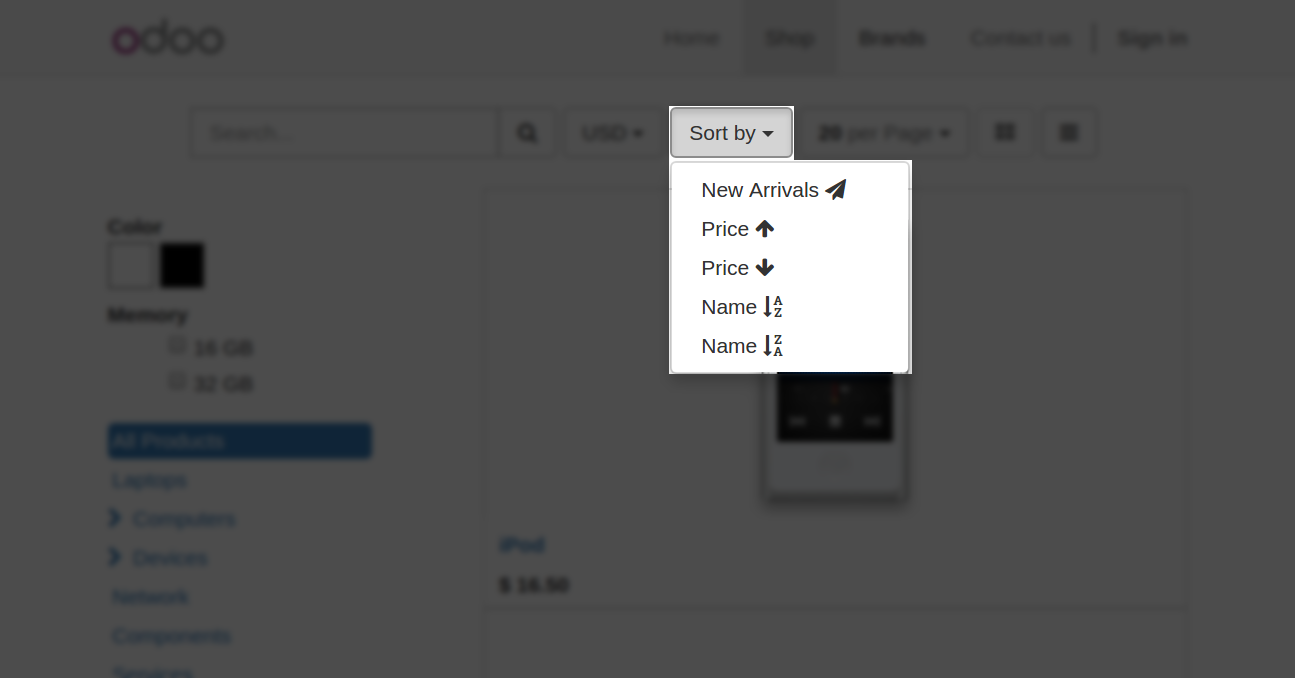 odoo
Home Shop Brands Contact us Sign in
Search... USD Sort by 20 per Page
New Arrivals
Price
Price
Name A Z
Name Z A
Color
Memory
16 GB
32 GB
All Products
Laptops
Computers
Devices
Network
Components
Services
iPod
$ 16.50